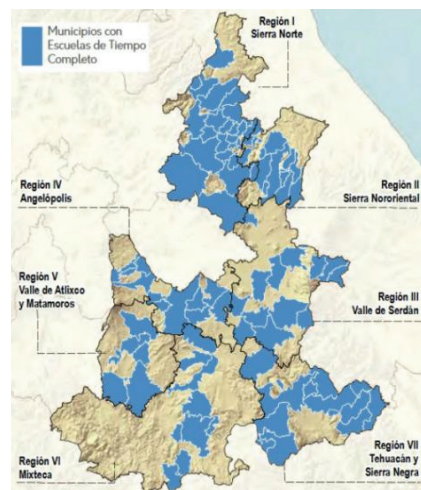 Municipios con
Escuelas de Tiempo
Completo
Región I
Sierra Norte
Región IV
Angelópolis
Región II
Sierra Nororiental
Región V
Valle de Atlixco
y Matamoros
Región III
Valle de Serdán
Región VI
Mixteca
Región VII
Tehuacán y
Sierra Negra